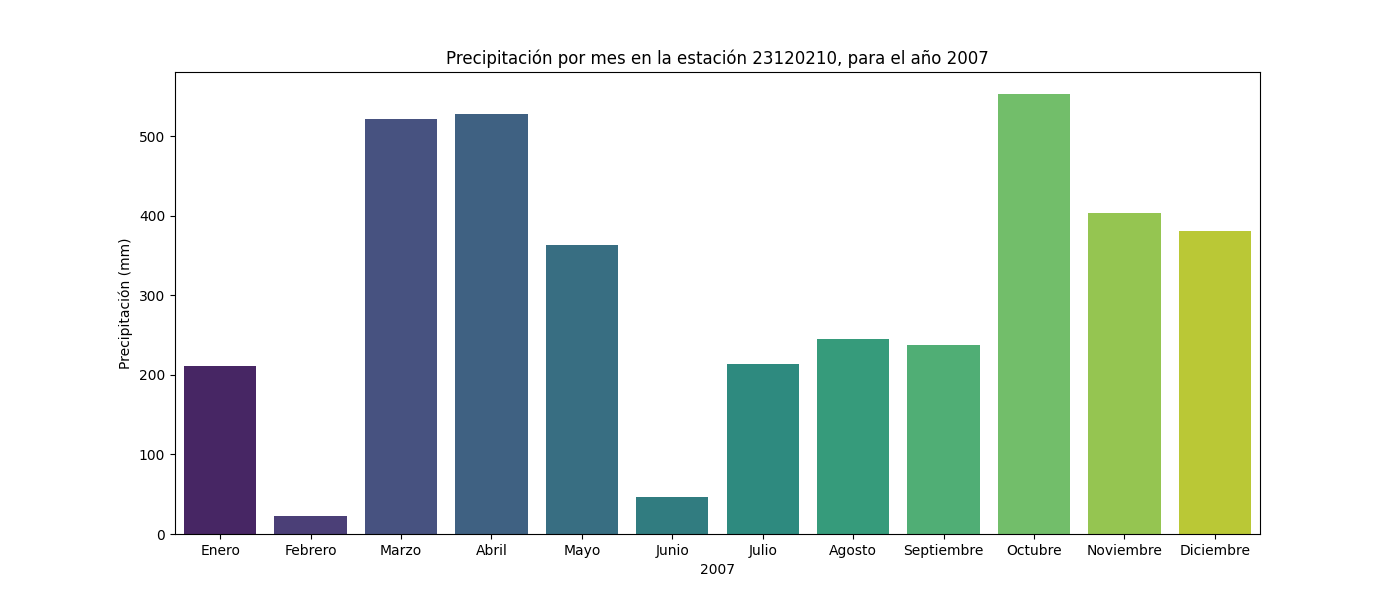 Precipitación por mes en la estación 23120210, para el año 2007
Precipitación (mm)
500
400
300
200
100
0
Enero Febrero Marzo Abril Mayo Junio Julio Agosto Septiembre Octubre Noviembre Diciembre
2007